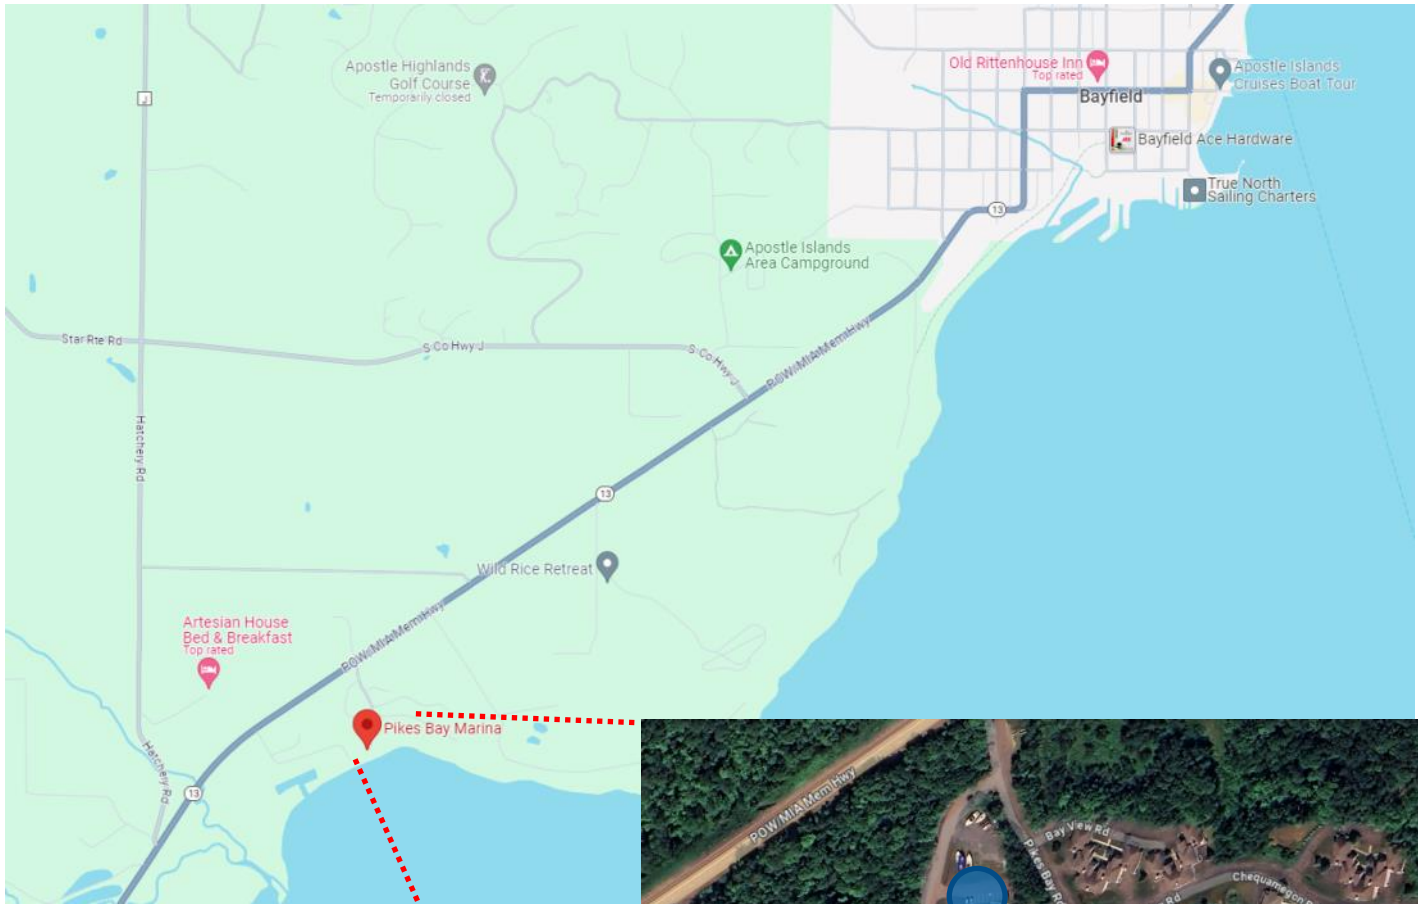 Apostle Highlands
Golf Course
Temporarily closed
Old Rittenhouse Inn
Top rated
Apostle Islands
Cruises Boat Tour
Bayfield
J
Bayfield Ace Hardware
True North
Sailing Charters
13
Apostle Islands
Area Campground
Star Rte Rd
S Co Hwy J
S Co Hwy J
POW/MIA Mem Hwy
Hatchery Rd
13
Wild Rice Retreat
Artesian House
Bed & Breakfast
Top rated
POW/MIA Mem Hwy
Pikes Bay Marina
Hatchery Rd
13
POW MIA Mem Hwy
Bay View Rd
Pikes Bay
Chequamegon
Rd